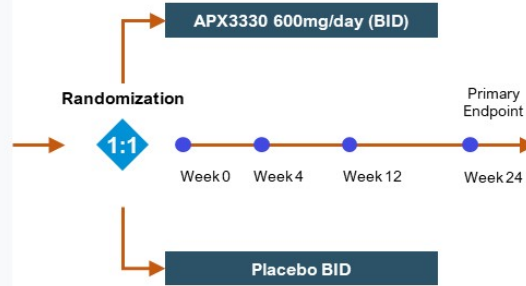 APX3330 600mg/day (BID)
Randomization
1:1
Primary
Endpoint
Week 0
Week 4
Week 12
Week 24
Placebo BID